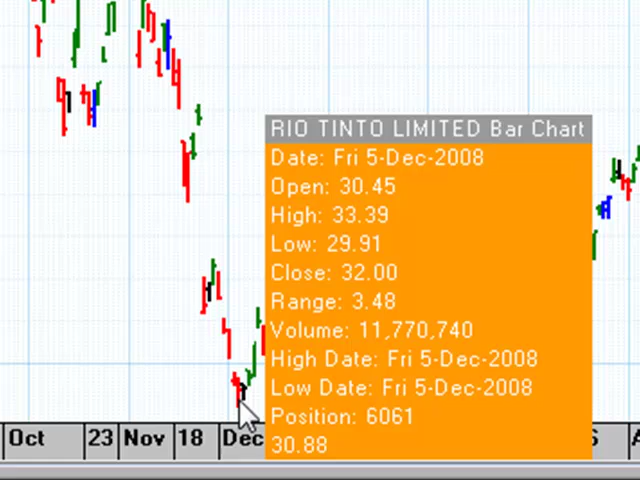 RIO TINTO LIMITED Bar Chart
Date: Fri 5-Dec-2008
Open: 30.45
High: 33.39
Low: 29.91
Close: 32.00
Range: 3.48
Volume: 11,770,740
High Date: Fri 5-Dec-2008
Low Date: Fri 5-Dec-2008
Position: 6061
30.88
Oct 23 Nov 18 Dec